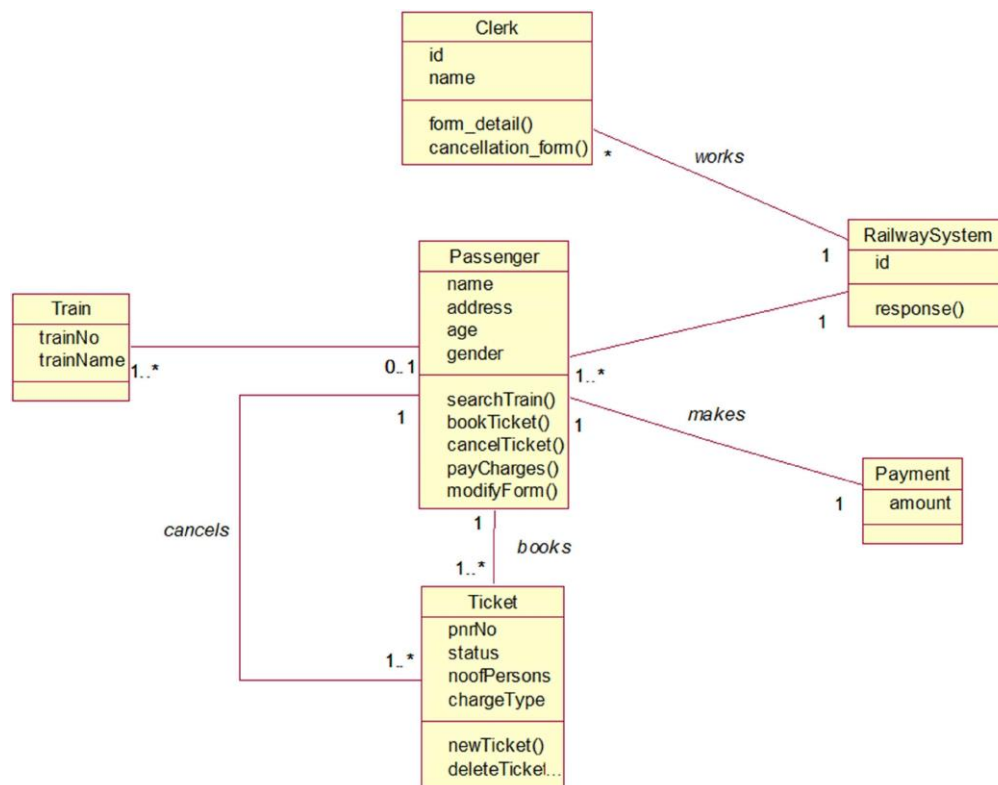 Clerk
id
name
form_detail()
cancellation_form()
*
works
1
RailwaySystem
id
response()
1
Passenger
name
address
age
gender
searchTrain()
bookTicket()
cancelTicket()
payCharges()
modifyForm()
Train
trainNo
trainName
1..*
0..1
1..*
1
1
makes
Payment
amount
1
cancels
1
books
1..*
1..*
Ticket
pnrNo
status
noofPersons
chargeType
newTicket()
deleteTicket...